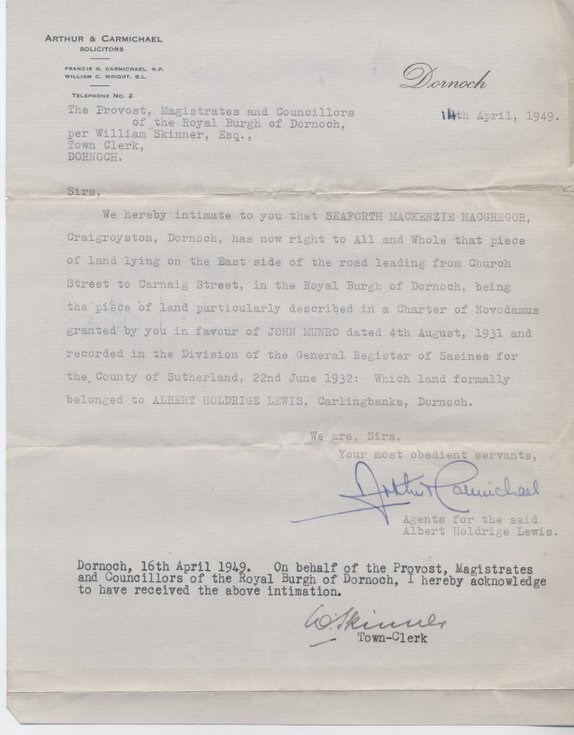 ARTHUR & CARMICHAEL
SOLICITORS
FRANCIS G. CARMICHAEL, N.P.
WILLIAM C. WRIGHT, B.L.
TELEPHONE NO. 2
Dornoch
The Provost, Magistrates and Councillors
of the Royal Burgh of Dornoch,
per William Skinner, Esq.,
Town Clerk,
DORNOCH.
14th April, 1949.
Sirs,
We hereby intimate to you that SEAFORTH MACKENZIE MACGREGOR,
Craigroyston, Dornoch, has now right to All and Whole that piece
of land lying on the East side of the road leading from Church
Street to Carnaig Street, in the Royal Burgh of Dornoch, being
the piece of land particularly described in a Charter of Novodamus
granted by you in favour of JOHN MUNRO dated 4th August, 1931 and
recorded in the Division of the General Register of Sasines for
the County of Sutherland, 22nd June 1932: Which land formally
belonged to ALBERT HOLDRIGE LEWIS, Carlingbanks, Dornoch.
We are, Sirs,
Your most obedient servants,
Arthur & Carmichael
Agents for the said
Albert Holdrige Lewis.
Dornoch, 16th April 1949. On behalf of the Provost, Magistrates
and Councillors of the Royal Burgh of Dornoch, I hereby acknowledge
to have received the above intimation.
W. Skinner
Town-Clerk